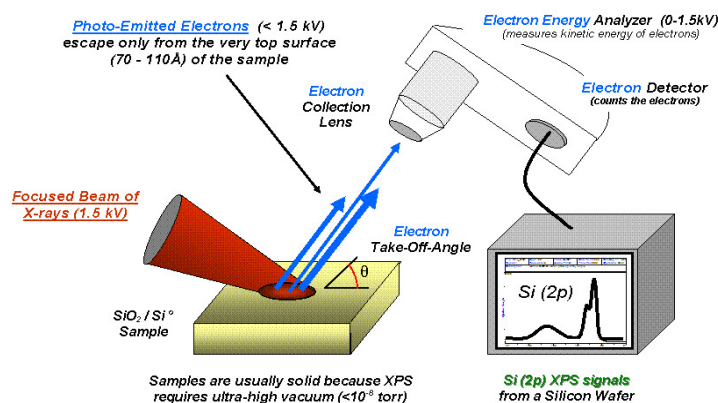 Photo-Emitted Electrons (< 1.5 kV)
escape only from the very top surface
(70 - 110Å) of the sample
Electron Energy Analyzer (0-1.5kV)
(measures kinetic energy of electrons)
Electron Detector
(counts the electrons)
Electron
Collection
Lens
Focused Beam of
X-rays (1.5 kV)
Electron
Take-Off-Angle
θ
SiO₂ / Si°
Sample
Si (2p)
Samples are usually solid because XPS
requires ultra-high vacuum (<10⁻⁸ torr)
Si (2p) XPS signals
from a Silicon Wafer